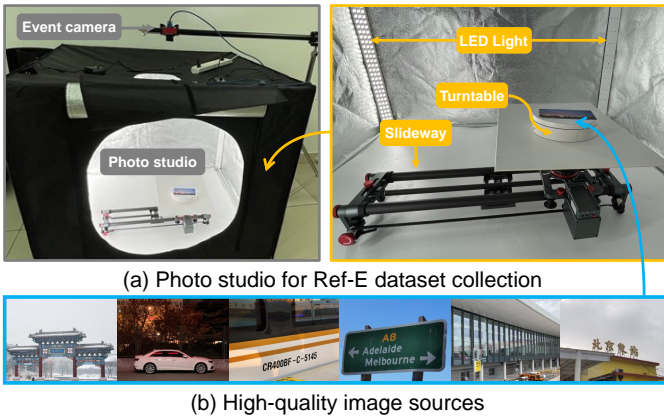 Event camera
Photo studio
LED Light
Turntable
Slideway
(a) Photo studio for Ref-E dataset collection
CR400BF-C-5145
A8
Adelaide
Melbourne
北京东站
(b) High-quality image sources